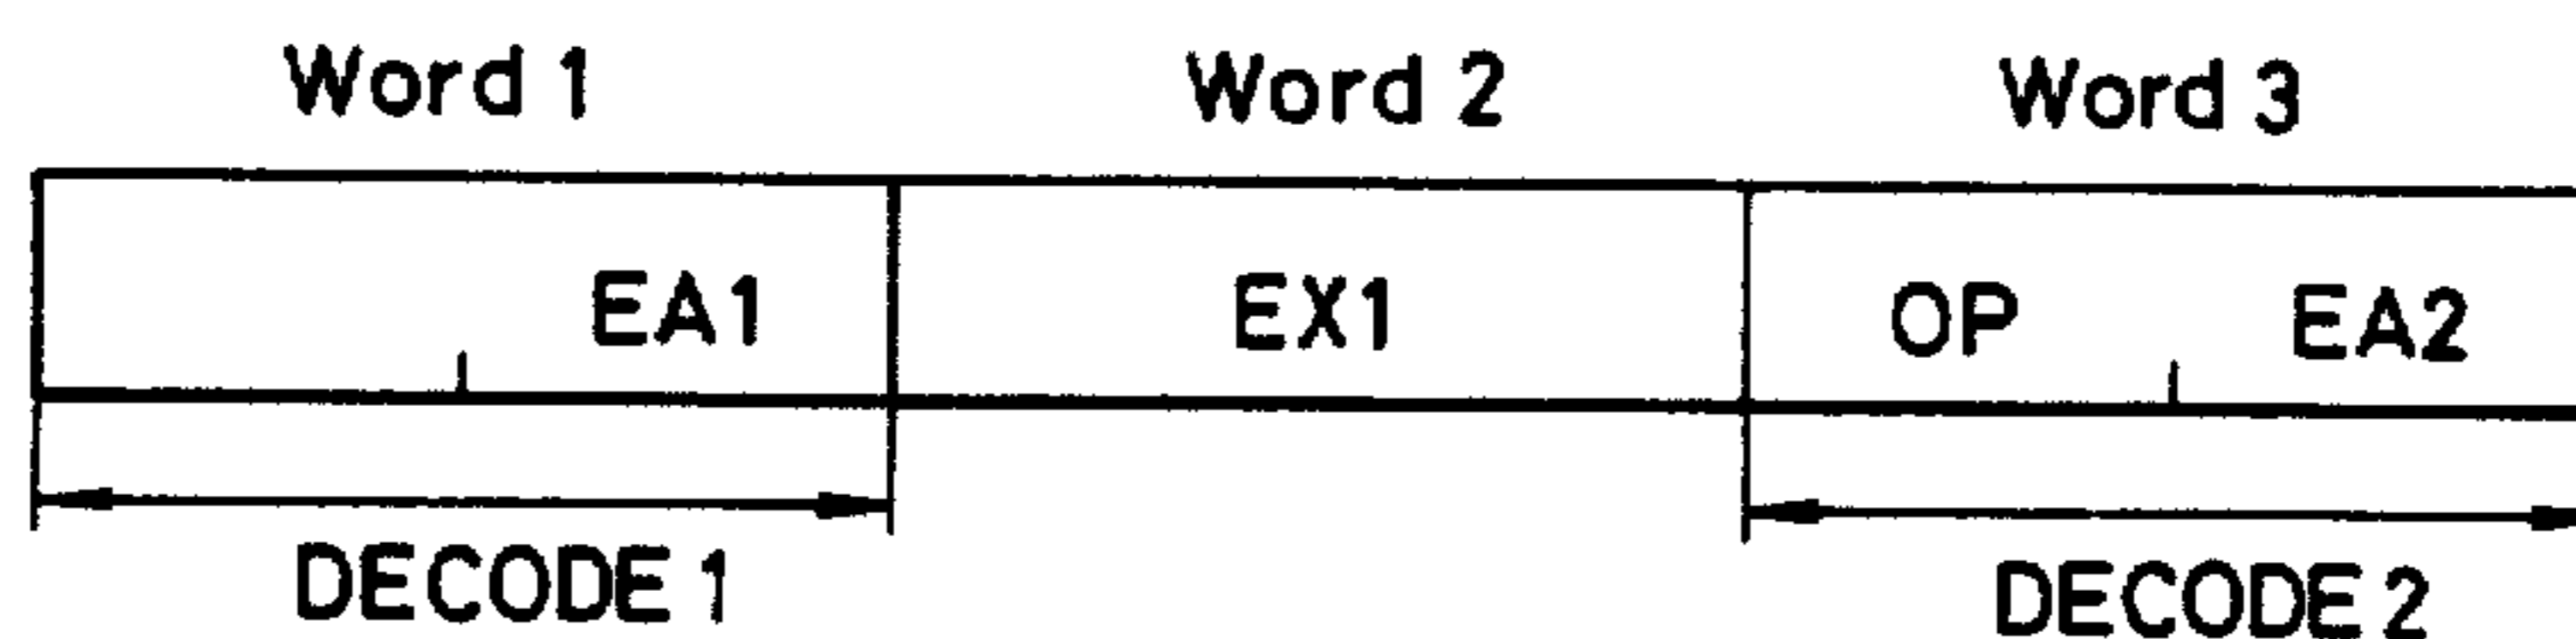 Word 1 Word 2 Word 3
EA1 EX1 OP EA2
DECODE 1 DECODE 2